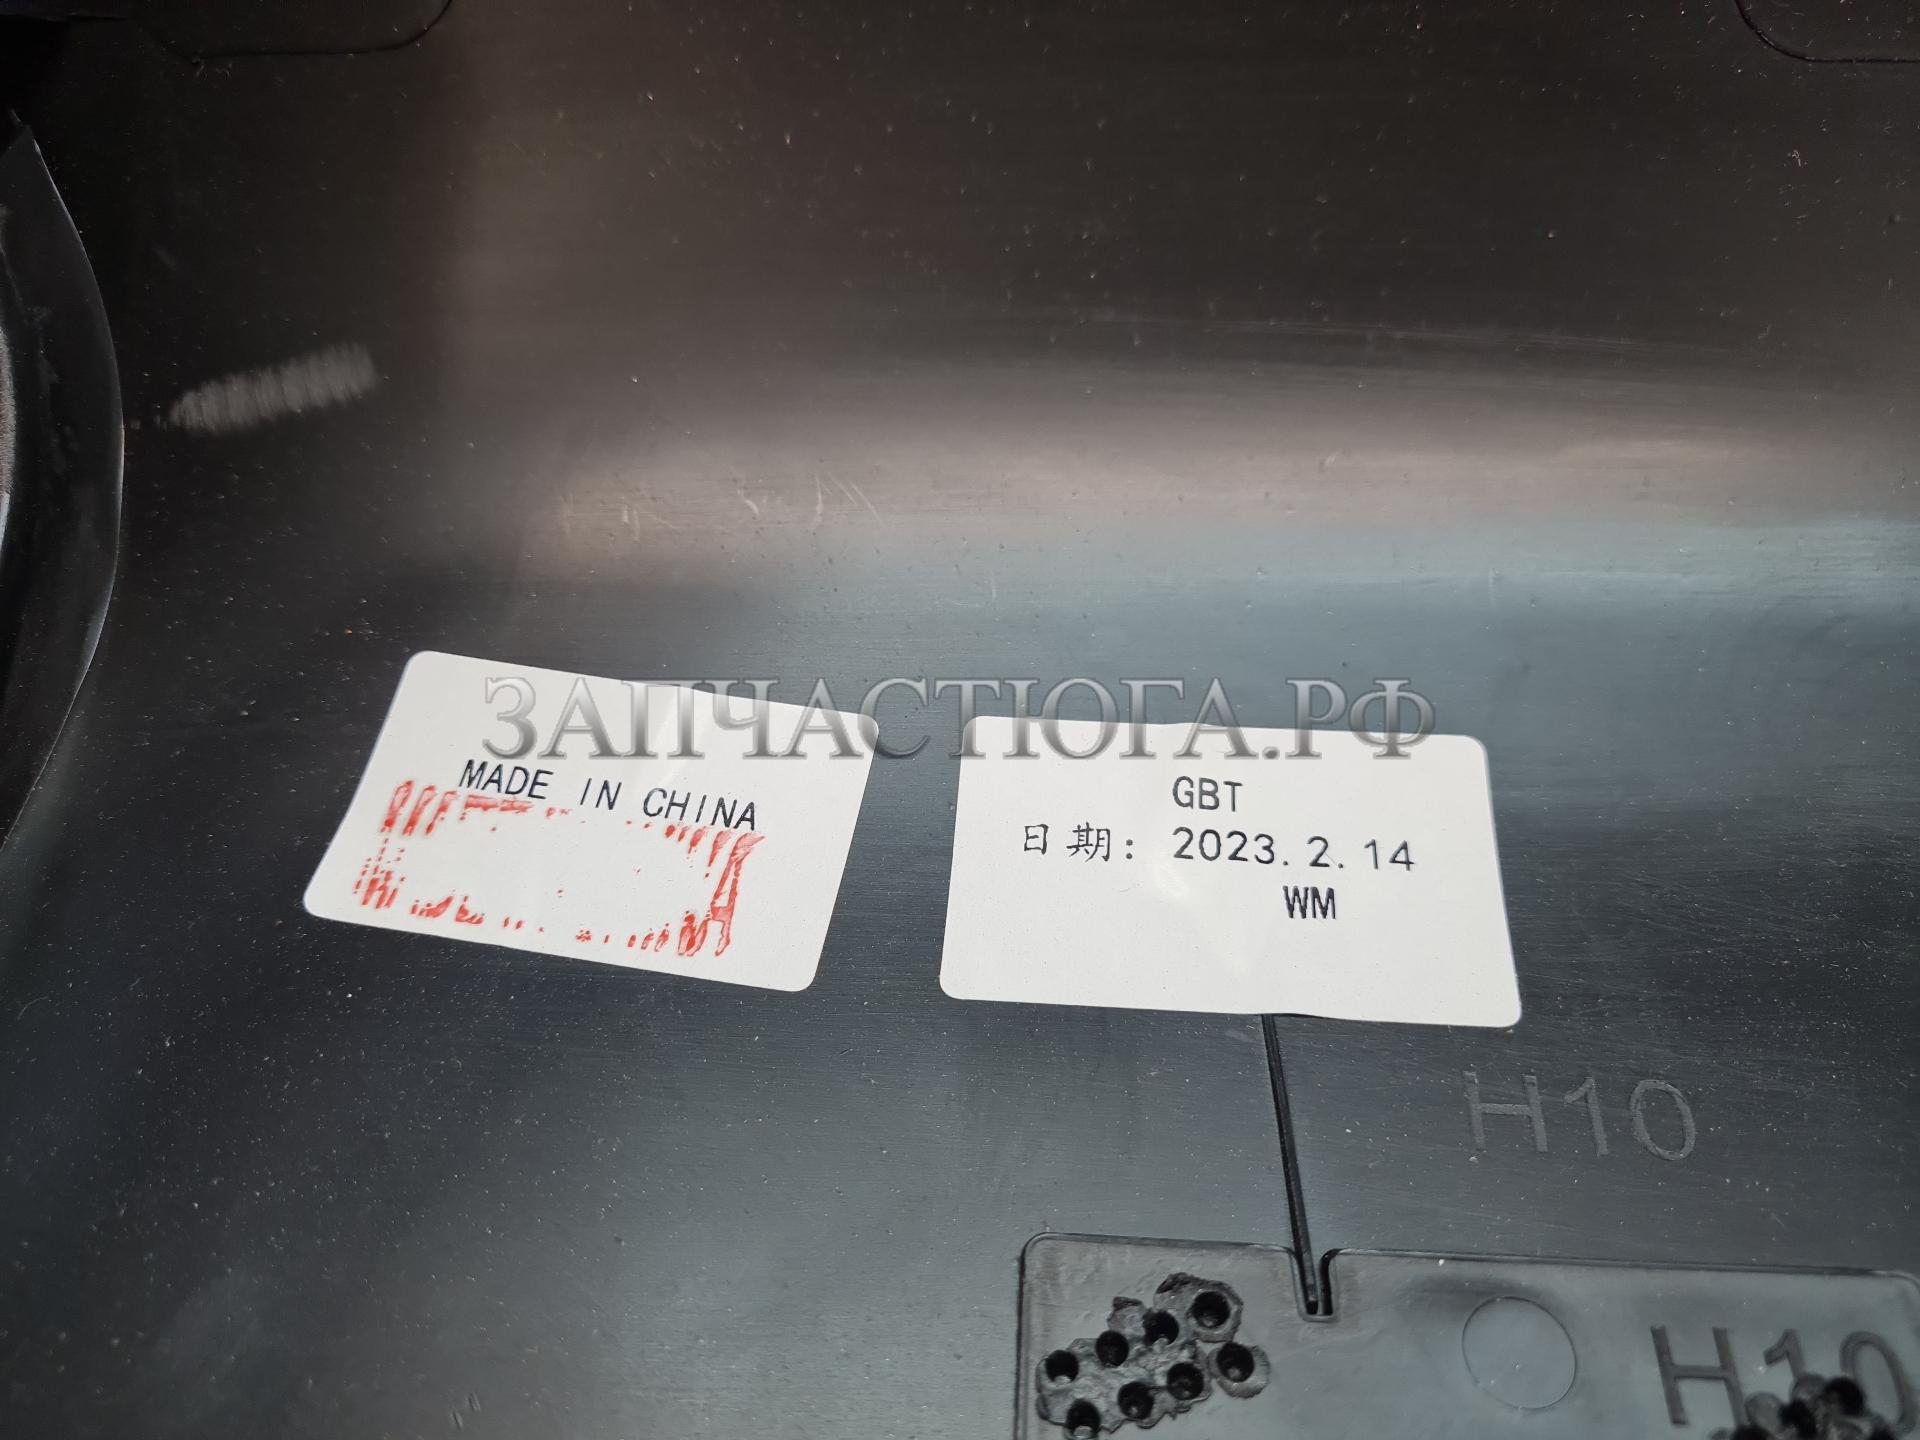 ЗАПЧАСТЮГА.РФ
MADE IN CHINA
GBT
日期: 2023.2.14
WM
H10
H10